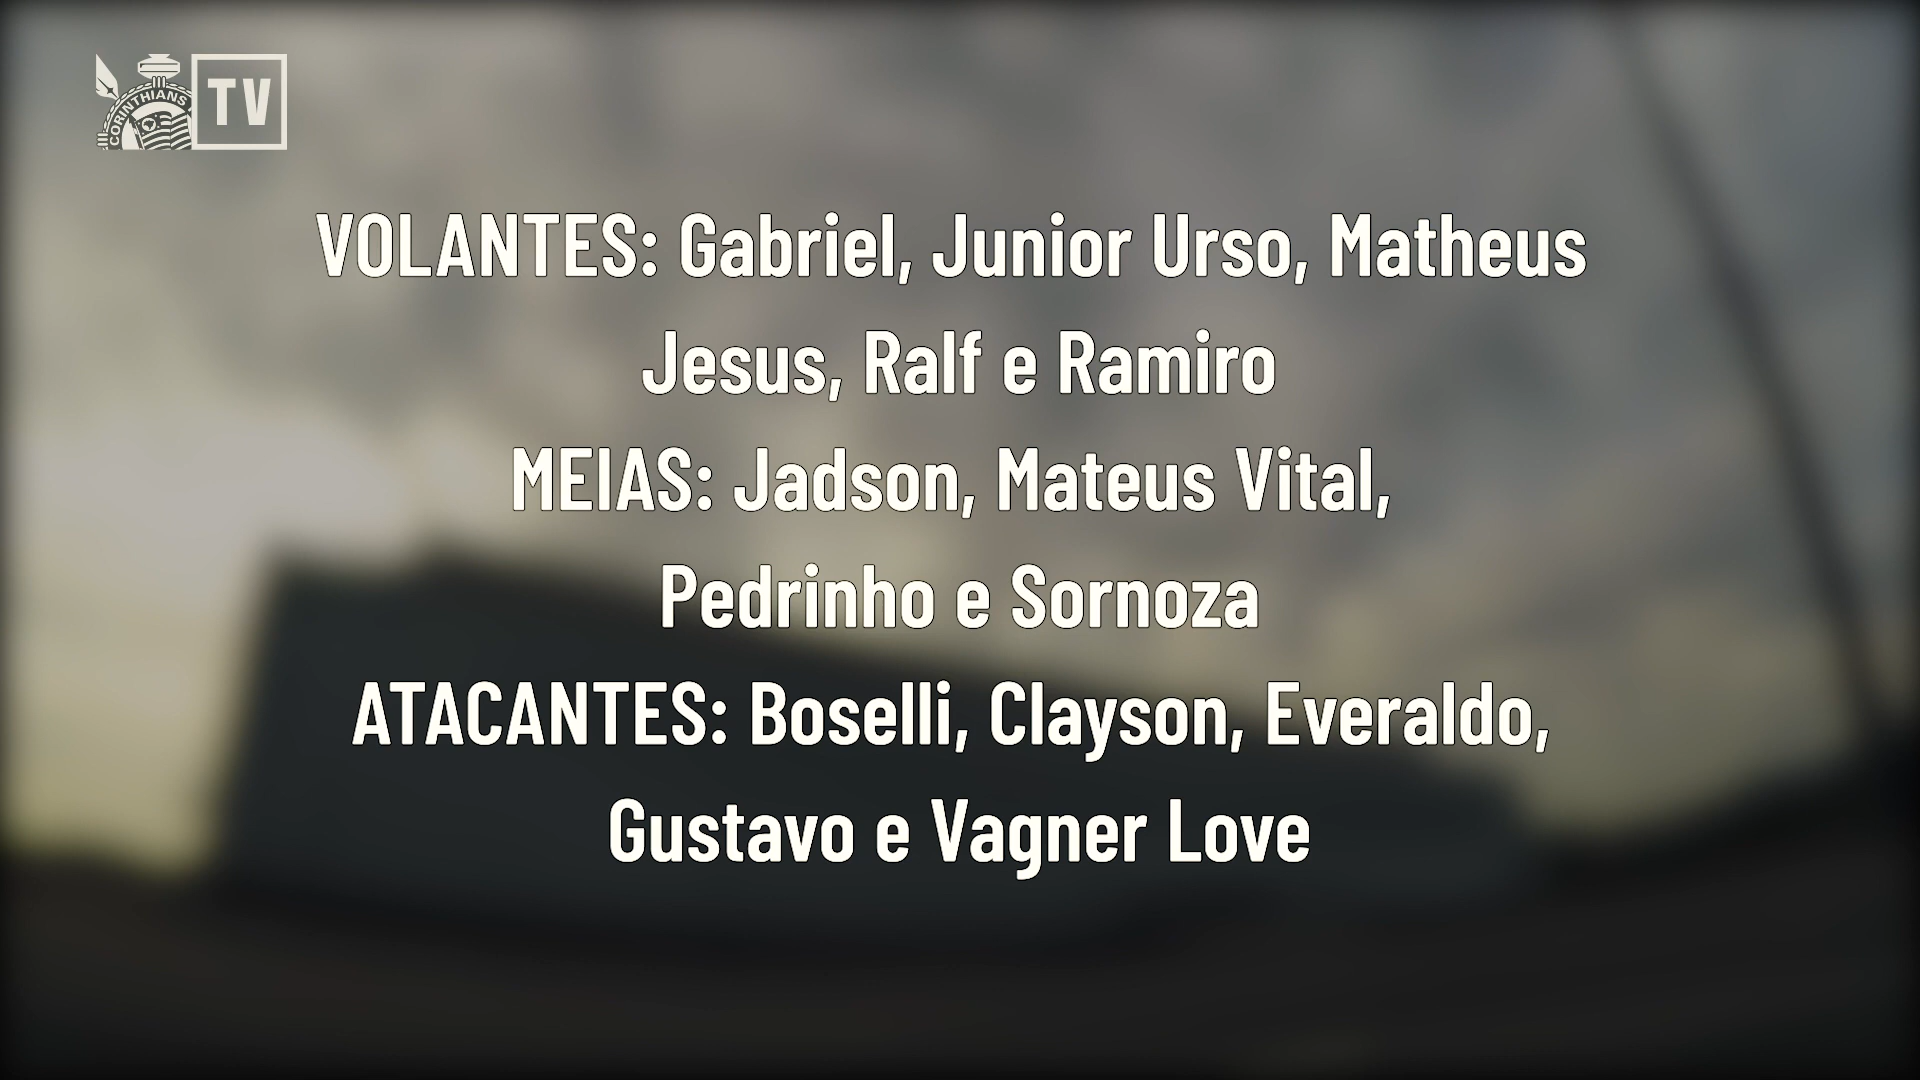 CORINTHIANS
TV
VOLANTES: Gabriel, Junior Urso, Matheus
Jesus, Ralf e Ramiro
MEIAS: Jadson, Mateus Vital,
Pedrinho e Sornoza
ATACANTES: Boselli, Clayson, Everaldo,
Gustavo e Vagner Love